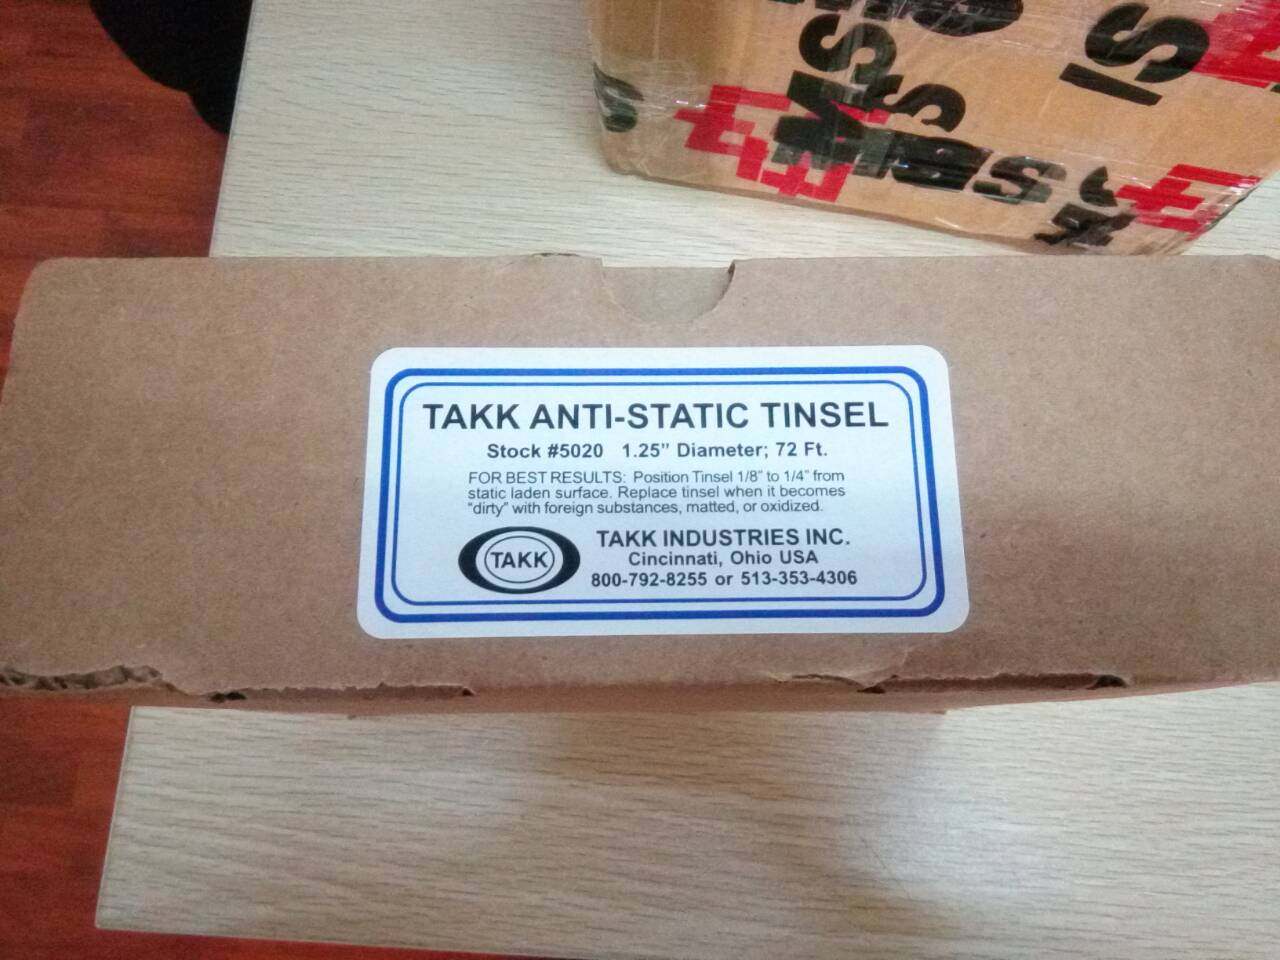 TAKK ANTI-STATIC TINSEL
Stock #5020 1.25” Diameter; 72 Ft.
FOR BEST RESULTS: Position Tinsel 1/8" to 1/4" from
static laden surface. Replace tinsel when it becomes
"dirty" with foreign substances, matted, or oxidized.
TAKK
TAKK INDUSTRIES INC.
Cincinnati, Ohio USA
800-792-8255 or 513-353-4306